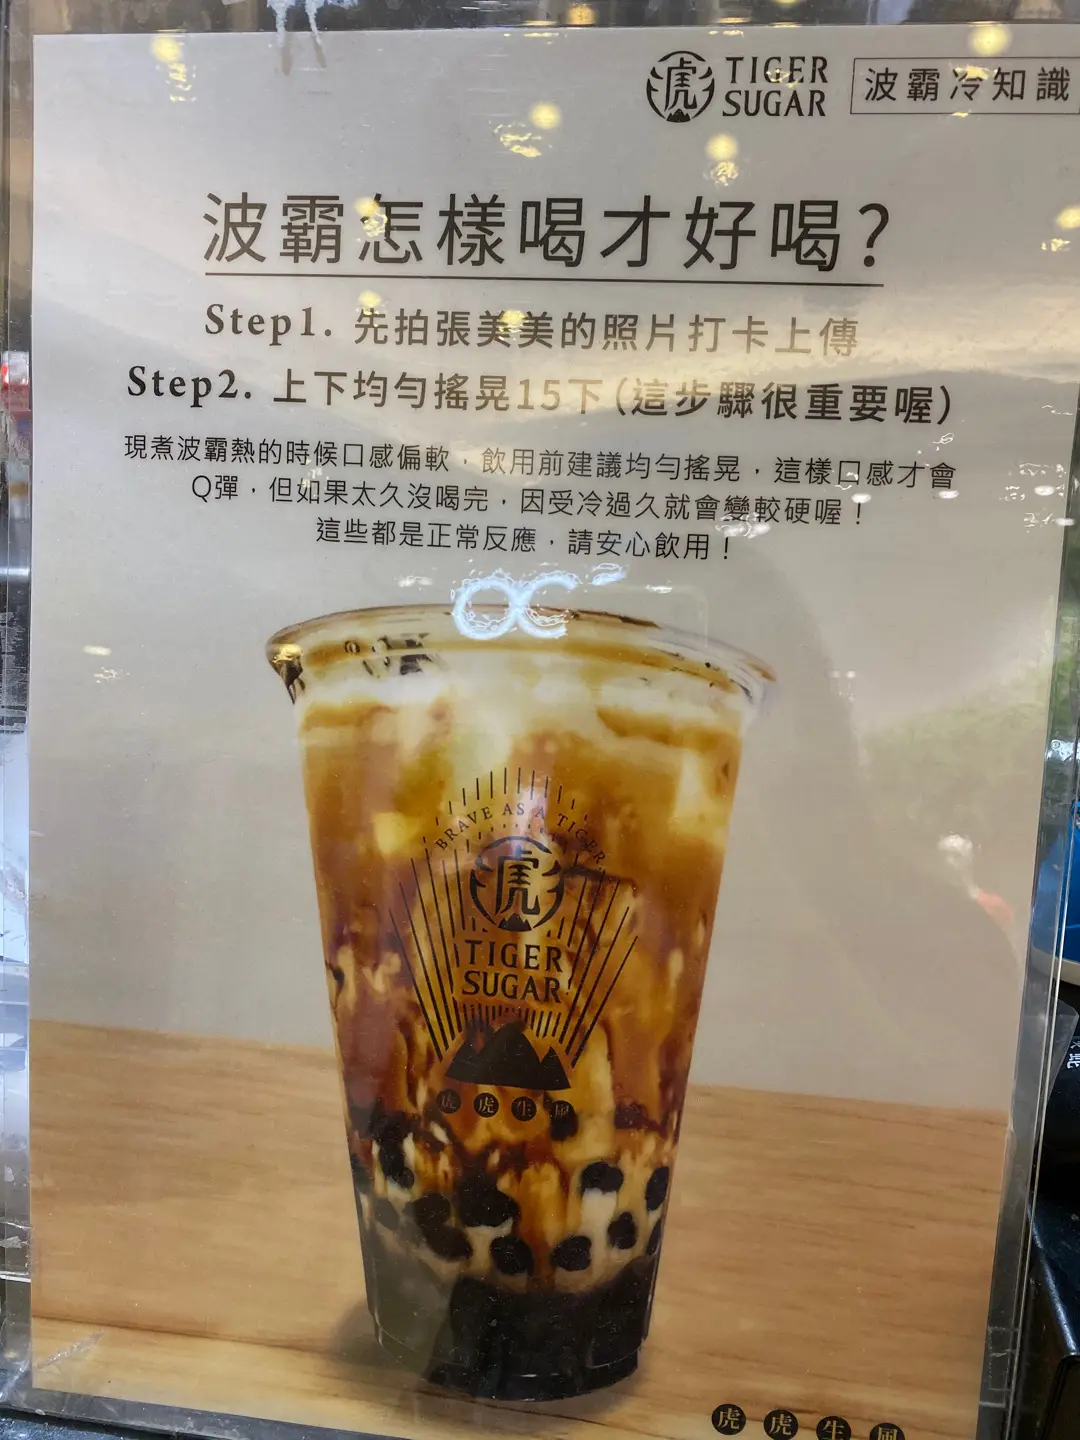 TIGER
SUGAR
波霸冷知識
波霸怎樣喝才好喝?
Step1. 先拍張美美的照片打卡上傳
Step2. 上下均勻搖晃15下(這步驟很重要喔)
現煮波霸熱的時候口感偏軟，飲用前建議均勻搖晃，這樣口感才會
Q彈，但如果太久沒喝完，因受冷過久就會變較硬喔！
這些都是正常反應，請安心飲用！
BRAVE AS A TIGER
虎
TIGER
SUGAR
虎虎生風
虎虎生風